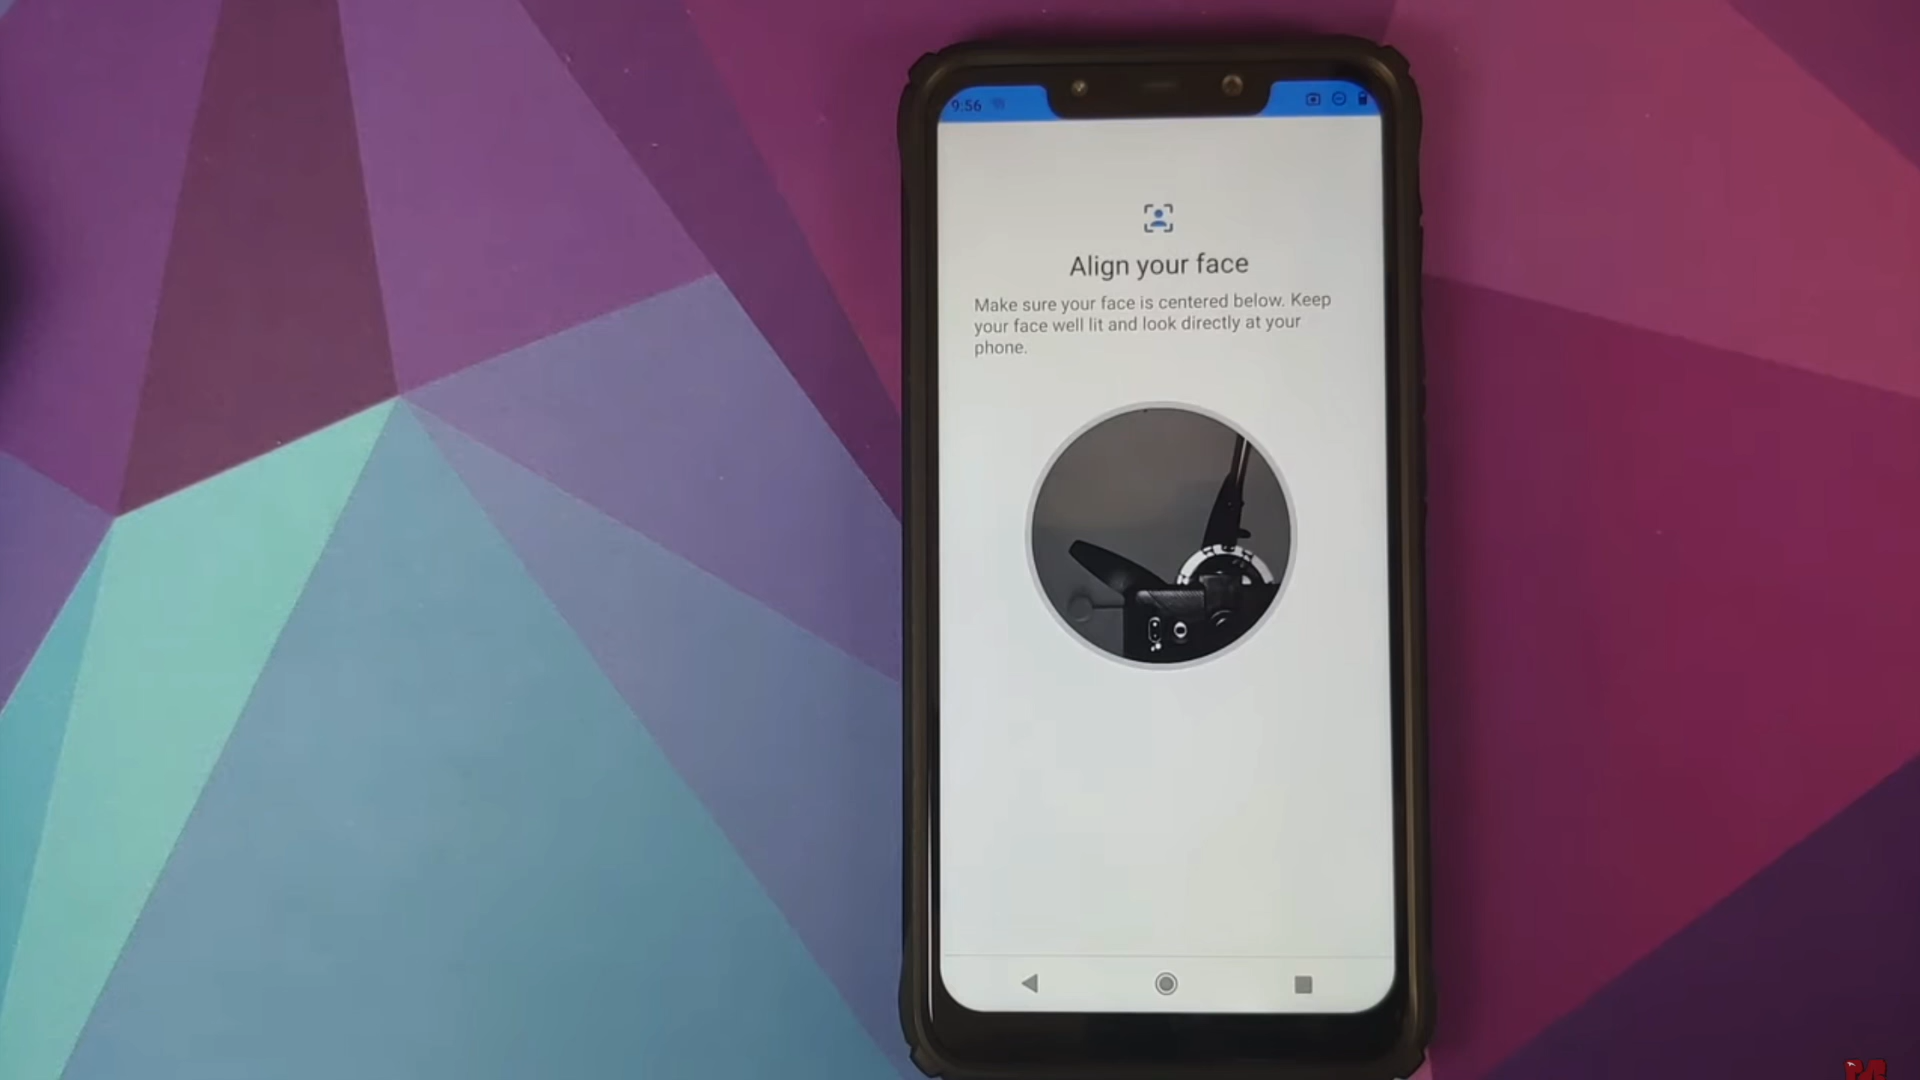 9:56
Align your face
Make sure your face is centered below. Keep
your face well lit and look directly at your
phone.